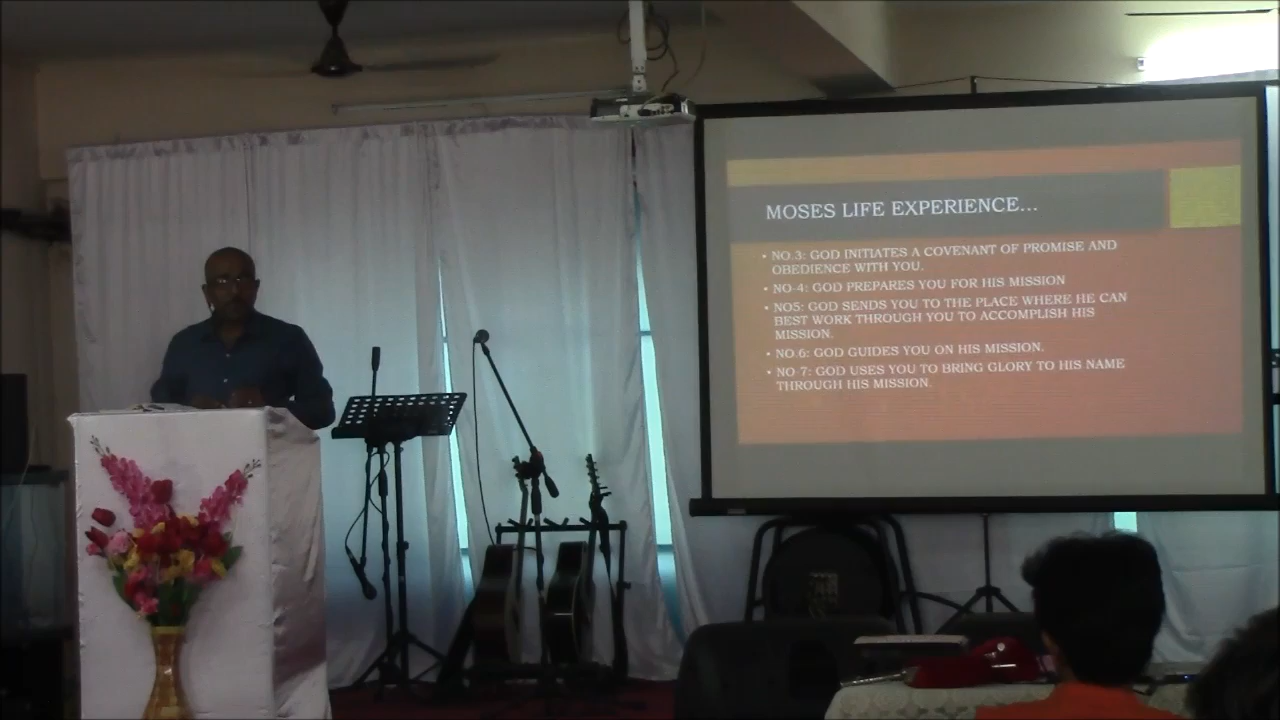 MOSES LIFE EXPERIENCE...
• NO.3: GOD INITIATES A COVENANT OF PROMISE AND
OBEDIENCE WITH YOU.
• NO-4: GOD PREPARES YOU FOR HIS MISSION
• NO5: GOD SENDS YOU TO THE PLACE WHERE HE CAN
BEST WORK THROUGH YOU TO ACCOMPLISH HIS
MISSION.
• NO.6: GOD GUIDES YOU ON HIS MISSION.
• NO-7: GOD USES YOU TO BRING GLORY TO HIS NAME
THROUGH HIS MISSION.